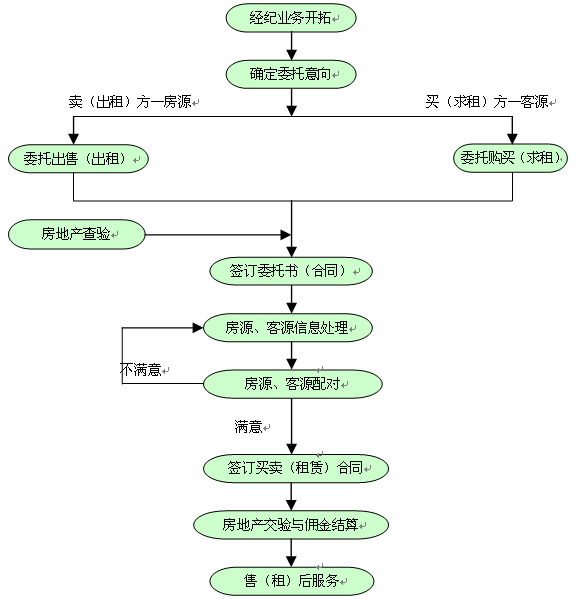 经纪业务开拓
确定委托意向
卖（出租）方一房源
买（求租）方一客源
委托出售（出租）
委托购买（求租）
房地产查验
签订委托书（合同）
房源、客源信息处理
不满意
房源、客源配对
满意
签订买卖（租赁）合同
房地产交验与佣金结算
售（租）后服务